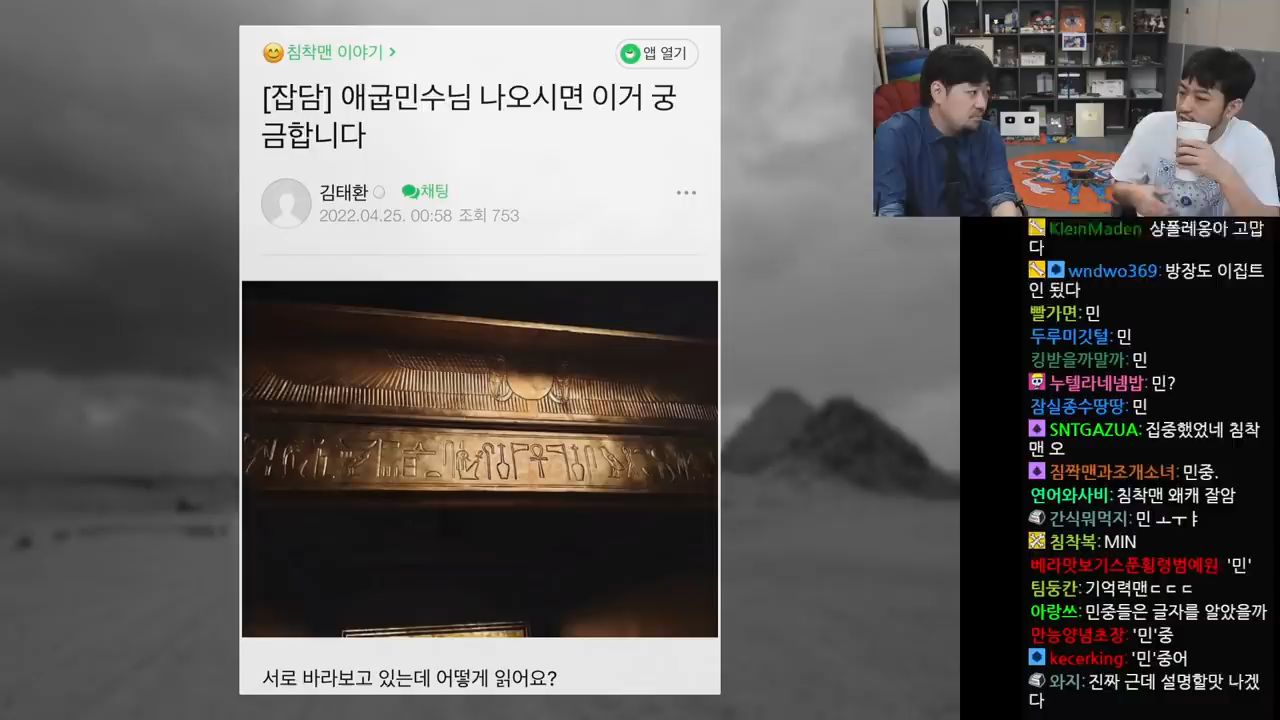 침착맨 이야기 >
앱 열기
[잡담] 애굽민수님 나오시면 이거 궁
금합니다
김태환
채팅
2022.04.25. 00:58 조회 753
서로 바라보고 있는데 어떻게 읽어요?
KleinMaden 샹폴레옹아 고맙
다
wndwo369: 방장도 이집트
인 됬다
빨가면: 민
두루미깃털: 민
킹받을까말까: 민
누텔라네넴밥: 민?
잠실종수땅땅: 민
SNTGAZUA: 집중했었네 침착
맨 오
짐짝맨과조개소녀: 민중.
연어와사비: 침착맨 왜캐 잘암
간식뭐먹지: 민 ㅗㅜㅑ
침착복: MIN
베라맛보기스푼횡령범예원 '민'
팀둥칸: 기억력맨ㄷㄷㄷ
아랑쓰: 민중들은 글자를 알았을까
만능양념초장: '민'중
kecerking: '민'중어
와지: 진짜 근데 설명할맛 나겠
다